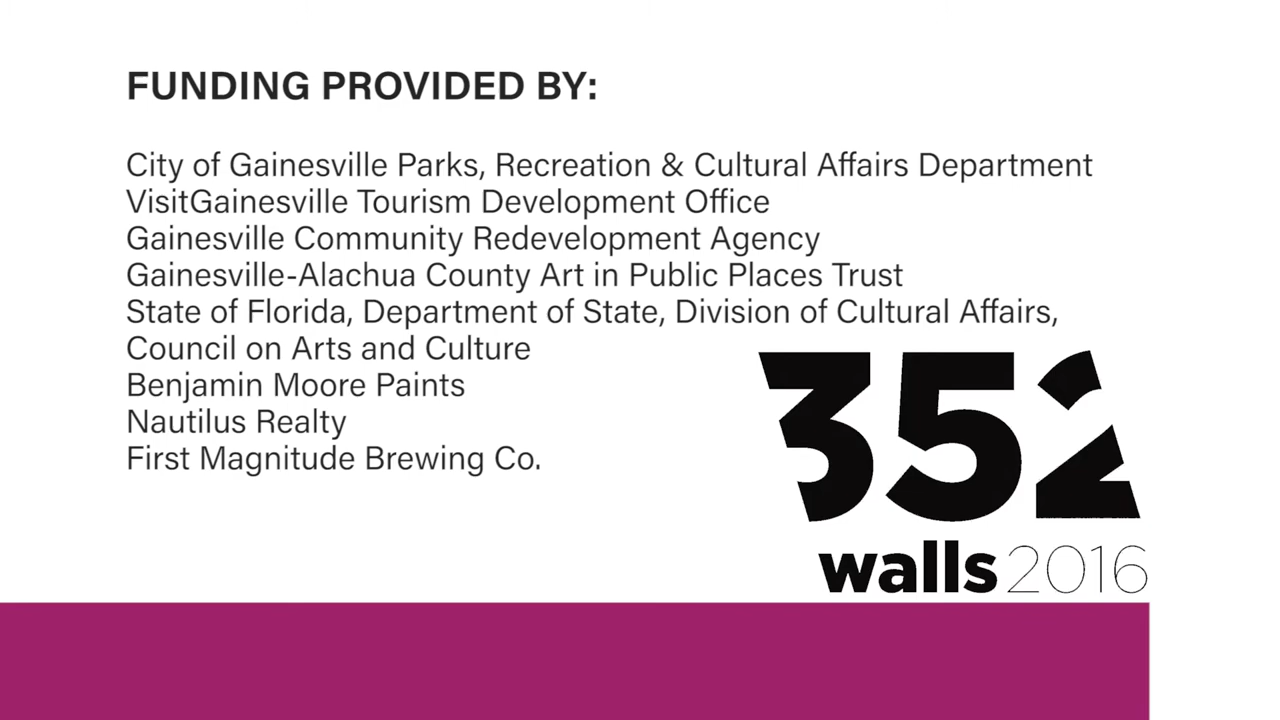 FUNDING PROVIDED BY:
City of Gainesville Parks, Recreation & Cultural Affairs Department
VisitGainesville Tourism Development Office
Gainesville Community Redevelopment Agency
Gainesville-Alachua County Art in Public Places Trust
State of Florida, Department of State, Division of Cultural Affairs,
Council on Arts and Culture
Benjamin Moore Paints
Nautilus Realty
First Magnitude Brewing Co.
352
walls 2016